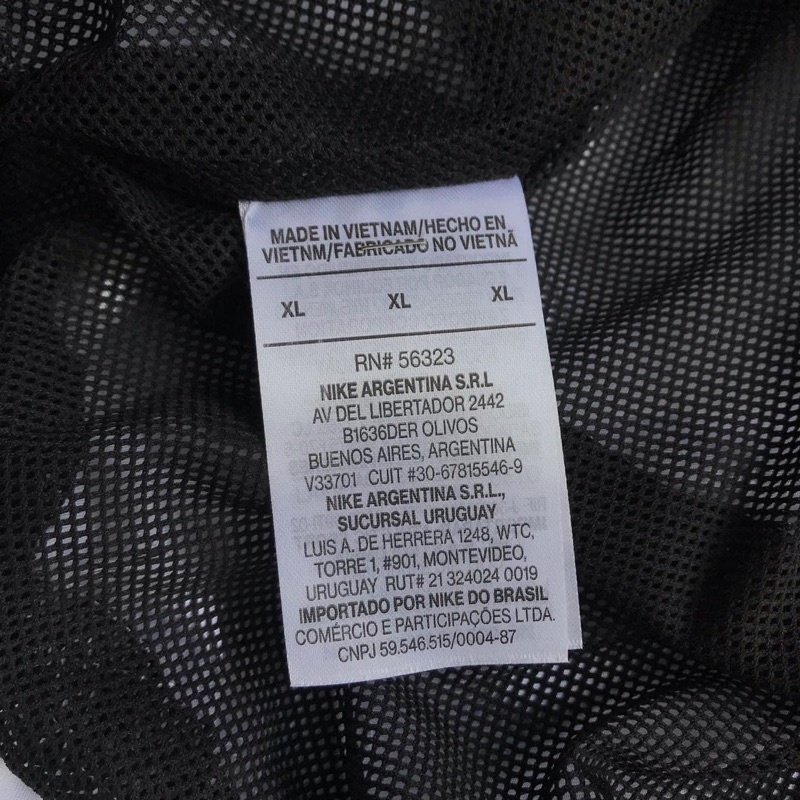 MADE IN VIETNAM/HECHO EN
VIETNM/FABRICADO NO VIETNÃ
XL XL XL
RN# 56323
NIKE ARGENTINA S.R.L
AV DEL LIBERTADOR 2442
B1636DER OLIVOS
BUENOS AIRES, ARGENTINA
V33701 CUIT #30-67815546-9
NIKE ARGENTINA S.R.L.,
SUCURSAL URUGUAY
LUIS A. DE HERRERA 1248, WTC,
TORRE 1, #901, MONTEVIDEO,
URUGUAY RUT# 21 324024 0019
IMPORTADO POR NIKE DO BRASIL
COMÉRCIO E PARTICIPAÇÕES LTDA.
CNPJ 59.546.515/0004-87